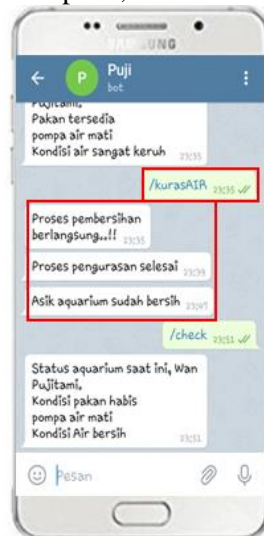 SAMSUNG
P
Puji
bot
Pujitami,
Pakan tersedia
pompa air mati
Kondisi air sangat keruh 23:35
/kurasAIR 23:35
Proses pembersihan
berlangsung..!! 23:35
Proses pengurasan selesai 23:39
Asik aquarium sudah bersih 23:47
/check 23:51
Status aquarium saat ini, Wan
Pujitami.
Kondisi pakan habis
pompa air mati
Kondisi Air bersih 23:51
Pesan